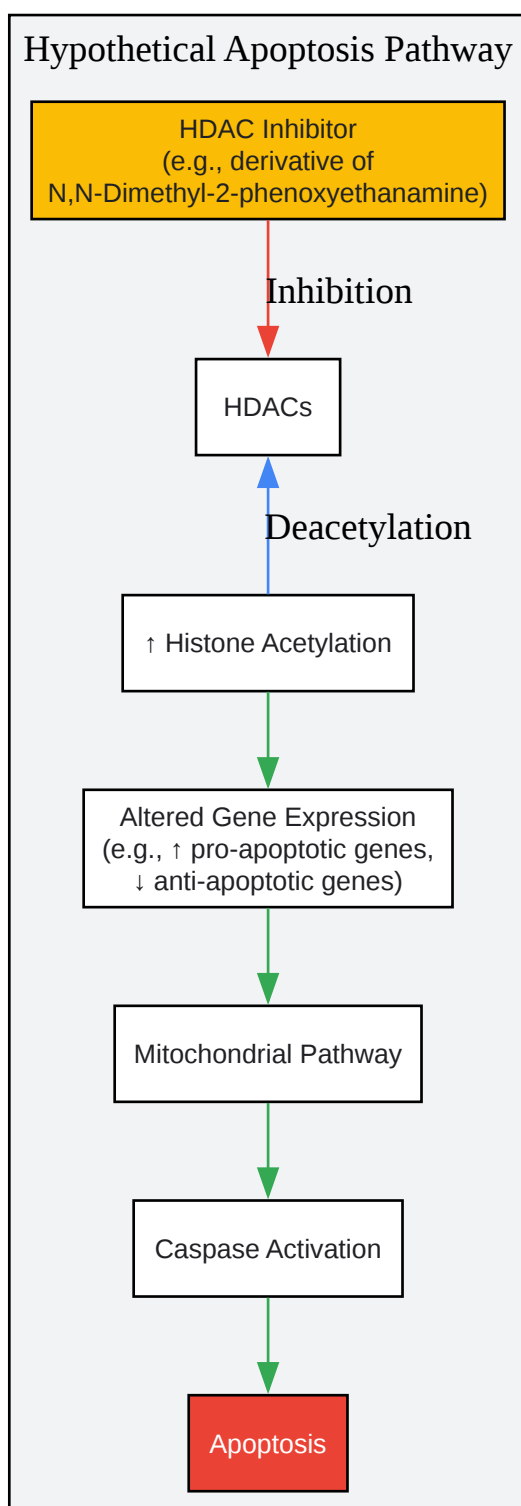 Hypothetical Apoptosis Pathway
HDAC Inhibitor
(e.g., derivative of
N,N-Dimethyl-2-phenoxyethanamine)
Inhibition
HDACs
Deacetylation
↑ Histone Acetylation
Altered Gene Expression
(e.g., ↑ pro-apoptotic genes,
↓ anti-apoptotic genes)
Mitochondrial Pathway
Caspase Activation
Apoptosis